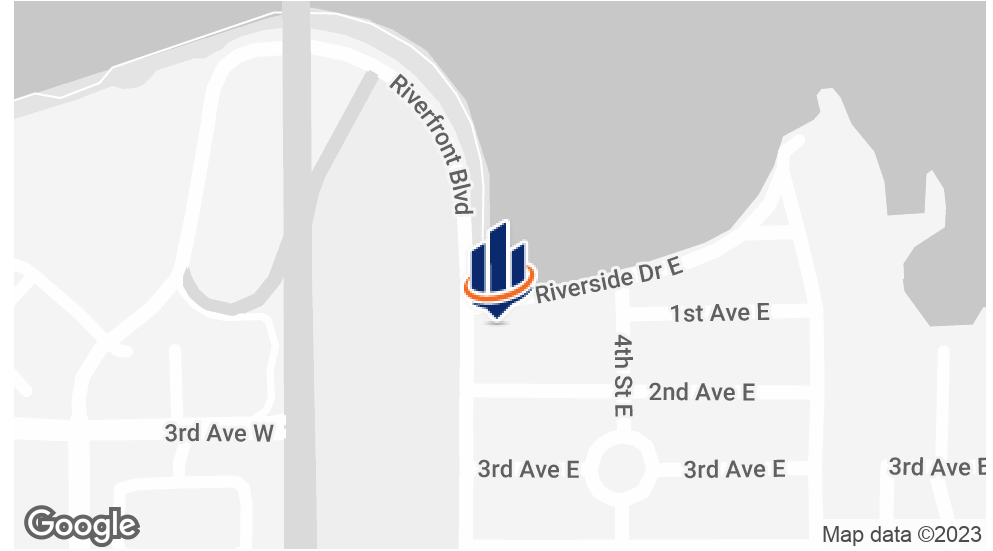 Riverfront Blvd
Riverside Dr E
1st Ave E
4th St E
2nd Ave E
3rd Ave W
3rd Ave E
3rd Ave E
3rd Ave E
Google
Map data ©2023